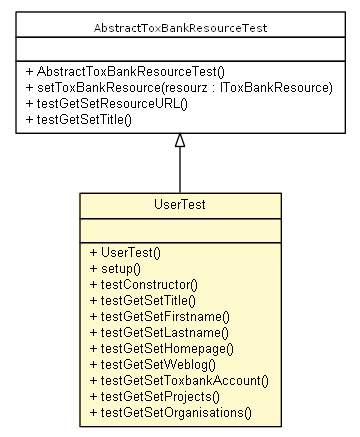 AbstractToxBankResourceTest
+ AbstractToxBankResourceTest()
+ setToxBankResource(resourz : IToxBankResource)
+ testGetSetResourceURL()
+ testGetSetTitle()
UserTest
+ UserTest()
+ setup()
+ testConstructor()
+ testGetSetTitle()
+ testGetSetFirstname()
+ testGetSetLastname()
+ testGetSetHomepage()
+ testGetSetWeblog()
+ testGetSetToxbankAccount()
+ testGetSetProjects()
+ testGetSetOrganisations()